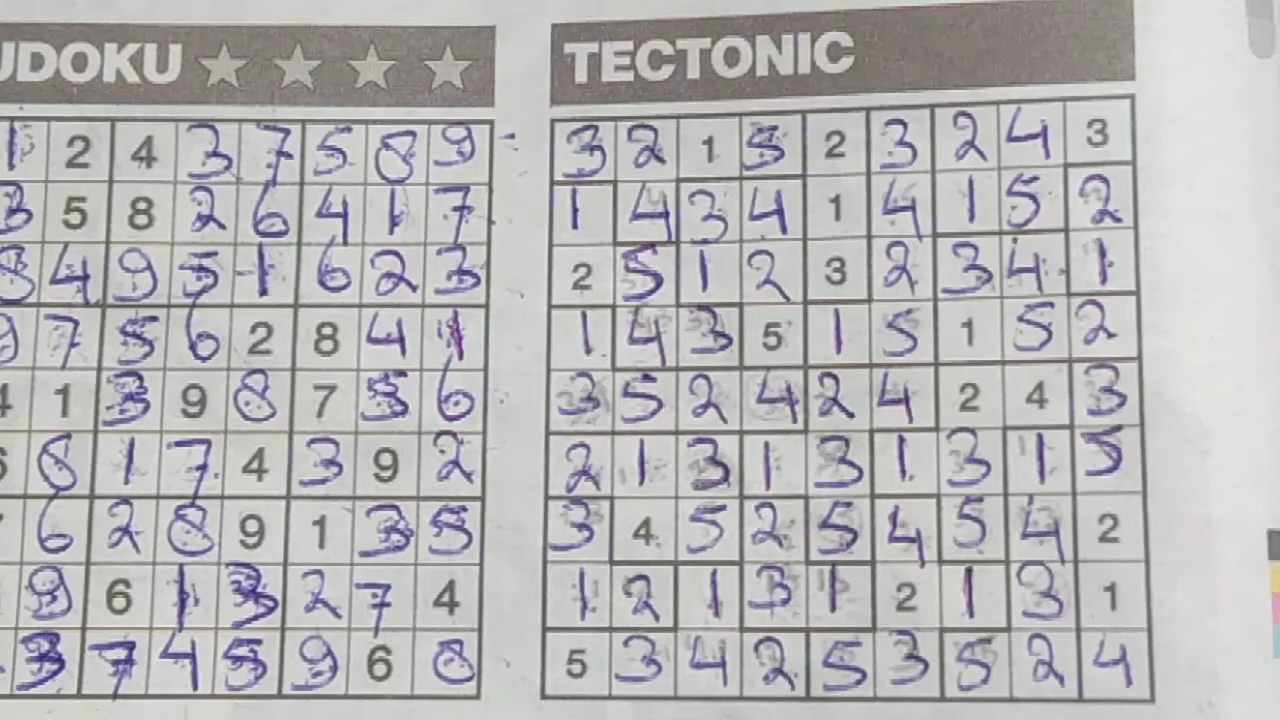 UDOKU TECTONIC
1 2 4 3 7 5 8 9 3 2 1 5 2 3 2 4 3
3 5 8 2 6 4 1 7 1 4 3 4 1 4 1 5 2
8 4 9 5 1 6 2 3 2 5 1 2 3 2 3 4 1
9 7 5 6 2 8 4 1 1 4 3 5 1 5 1 5 2
4 1 3 9 8 7 5 6 3 5 2 4 2 4 2 4 3
8 1 7 4 3 9 2 2 1 3 1 3 1 3 1 5
6 2 8 9 1 3 5 3 4 5 2 5 4 5 4 2
9 6 1 3 2 7 4 1 2 1 3 1 2 1 3 1
3 7 4 5 9 6 8 5 3 4 2 5 3 5 2 4